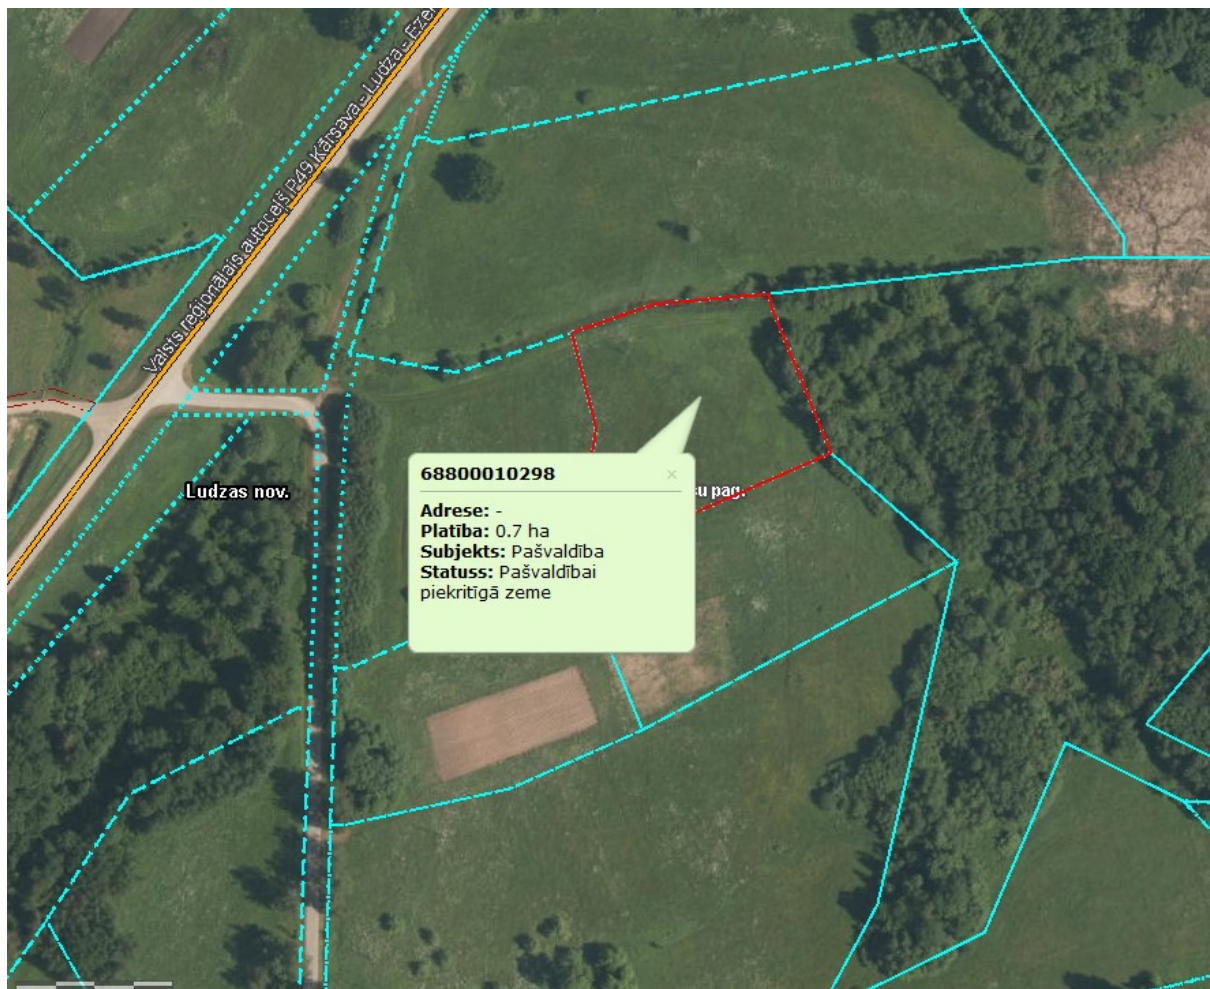 Valsts reģionālais autoceļš P49 Kārsava - Ludza - Ezer
68800010298
Ludzas nov.
su pag.
Adrese: -
Platība: 0.7 ha
Subjekts: Pašvaldība
Statuss: Pašvaldībai
piekritīgā zeme